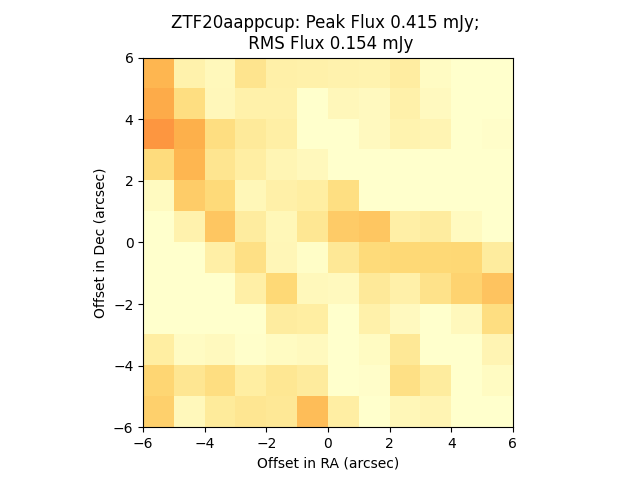 ZTF20aappcup: Peak Flux 0.415 mJy;
RMS Flux 0.154 mJy
6
4
2
0
−2
−4
−6
Offset in Dec (arcsec)
−6 −4 −2 0 2 4 6
Offset in RA (arcsec)